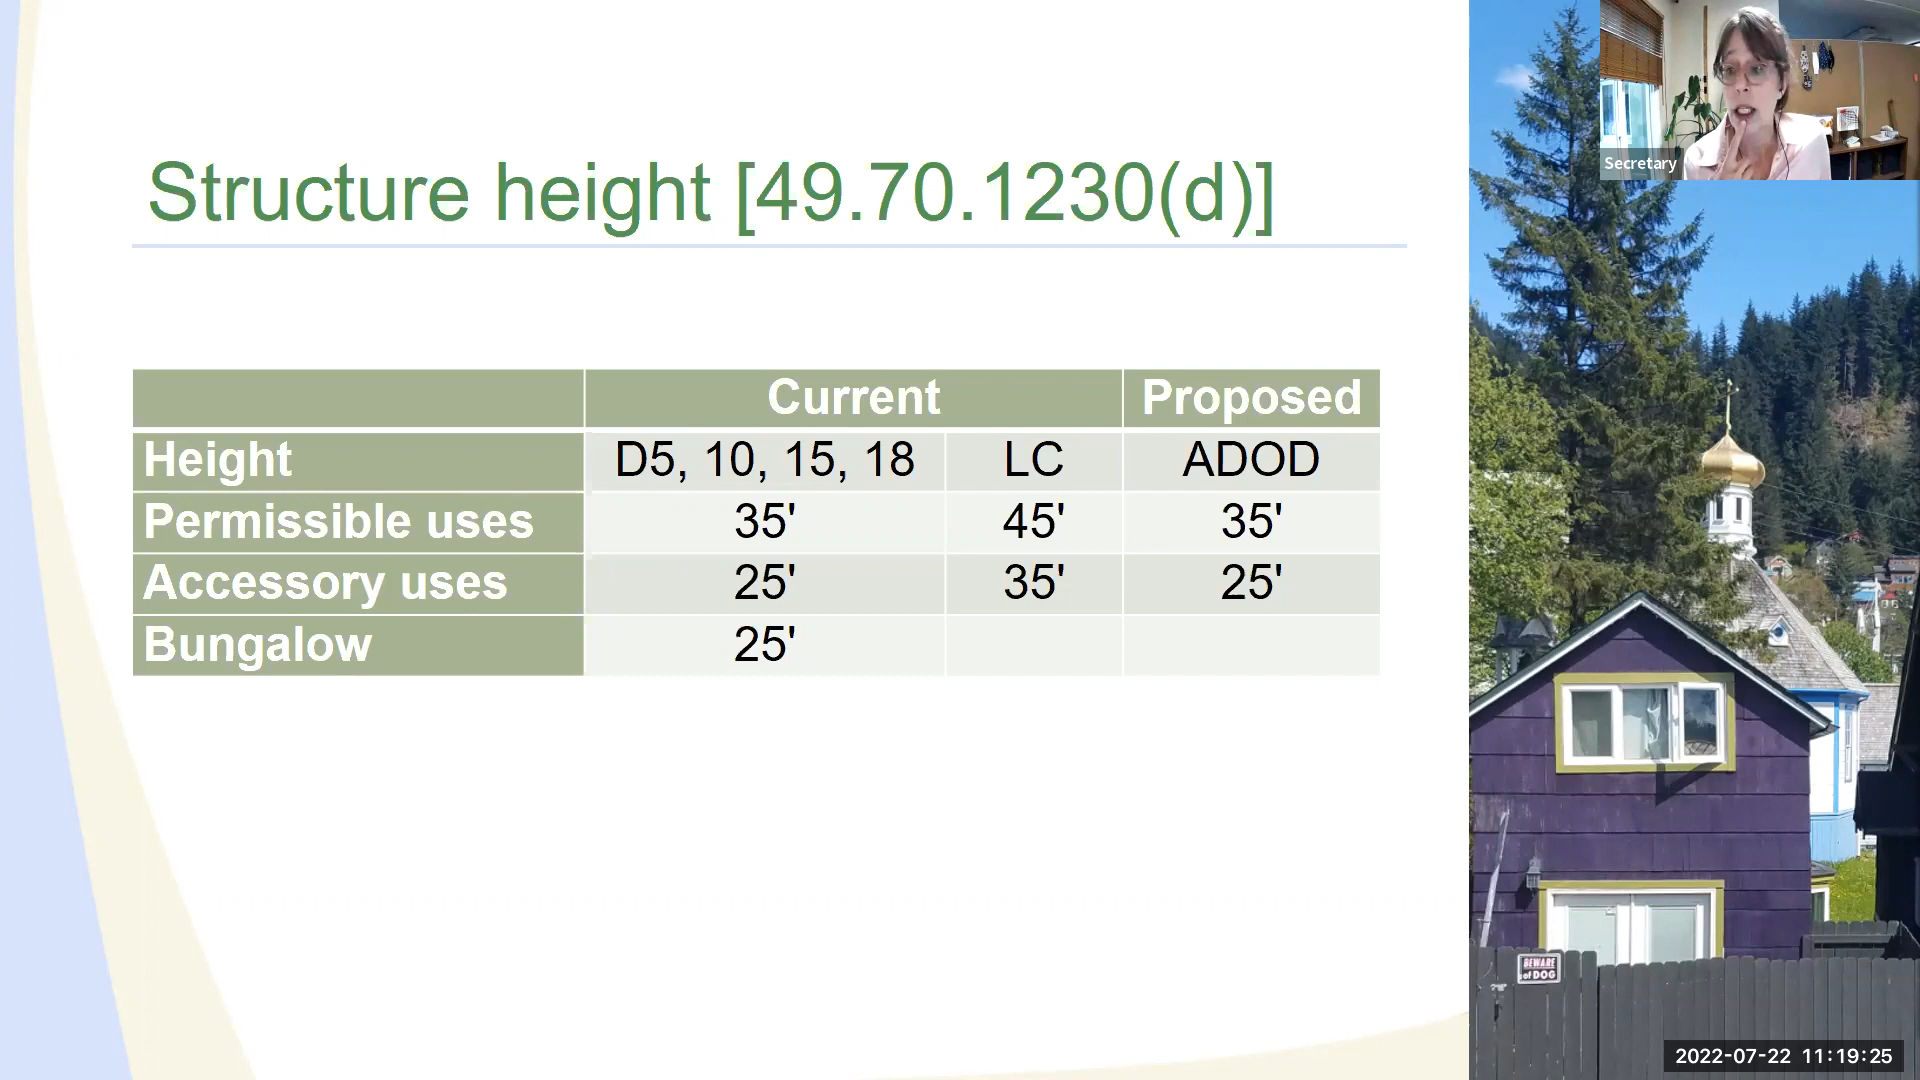 Structure height [49.70.1230(d)]
Current Proposed
Height D5, 10, 15, 18 LC ADOD
Permissible uses 35' 45' 35'
Accessory uses 25' 35' 25'
Bungalow 25'
Secretary
BEWARE
of DOG
2022-07-22 11:19:25